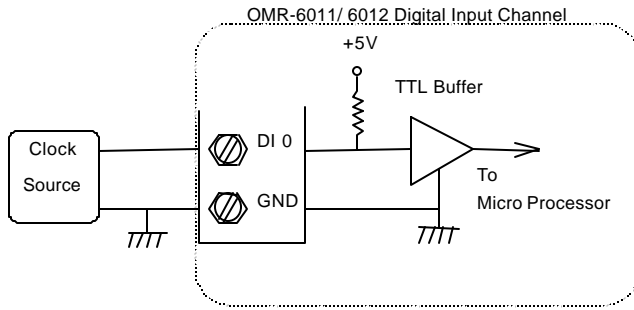 OMR-6011/ 6012 Digital Input Channel
+5V
TTL Buffer
DI 0
Clock
Source
GND
To
Micro Processor